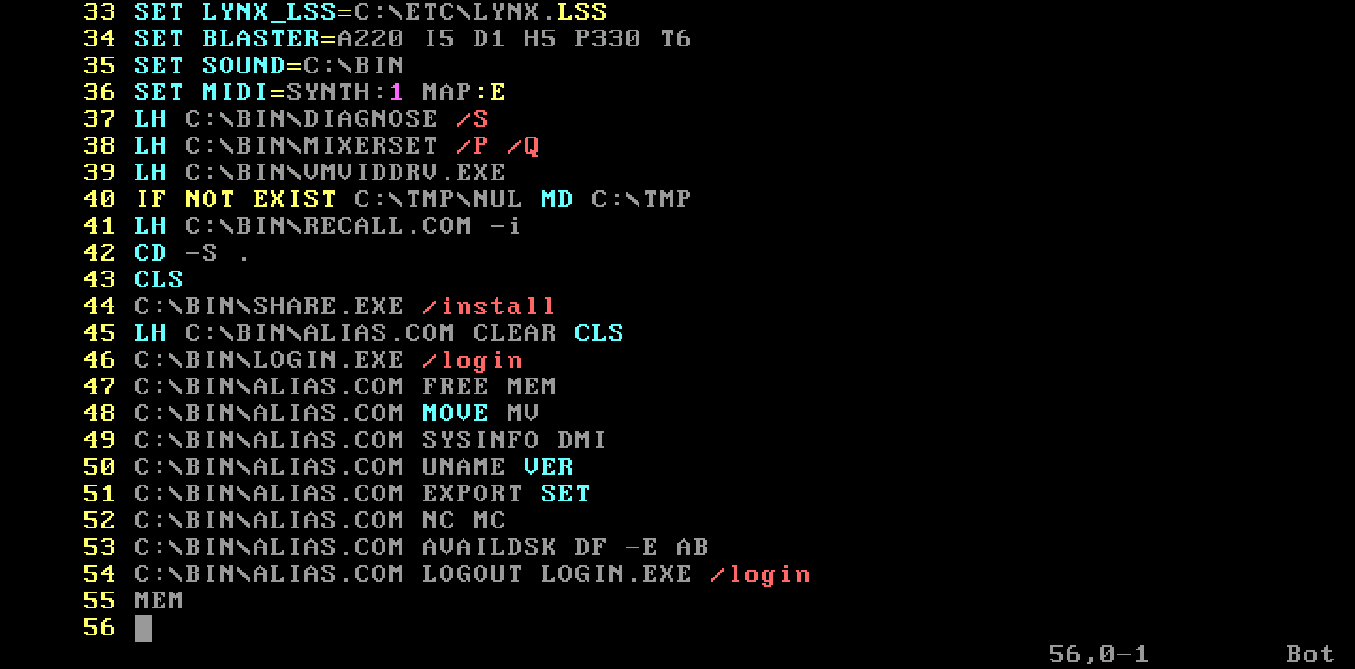 33 SET LYNX_LSS=C:\ETC\LYNX.LSS
34 SET BLASTER=A220 I5 D1 H5 P330 T6
35 SET SOUND=C:\BIN
36 SET MIDI=SYNTH:1 MAP:E
37 LH C:\BIN\DIAGNOSE /S
38 LH C:\BIN\MIXERSET /P /Q
39 LH C:\BIN\VMVIDDRV.EXE
40 IF NOT EXIST C:\TMP\NUL MD C:\TMP
41 LH C:\BIN\RECALL.COM -i
42 CD -S .
43 CLS
44 C:\BIN\SHARE.EXE /install
45 LH C:\BIN\ALIAS.COM CLEAR CLS
46 C:\BIN\LOGIN.EXE /login
47 C:\BIN\ALIAS.COM FREE MEM
48 C:\BIN\ALIAS.COM MOVE MV
49 C:\BIN\ALIAS.COM SYSINFO DMI
50 C:\BIN\ALIAS.COM UNAME VER
51 C:\BIN\ALIAS.COM EXPORT SET
52 C:\BIN\ALIAS.COM NC MC
53 C:\BIN\ALIAS.COM AVAILDSK DF -E AB
54 C:\BIN\ALIAS.COM LOGOUT LOGIN.EXE /login
55 MEM
56
56,0-1 Bot